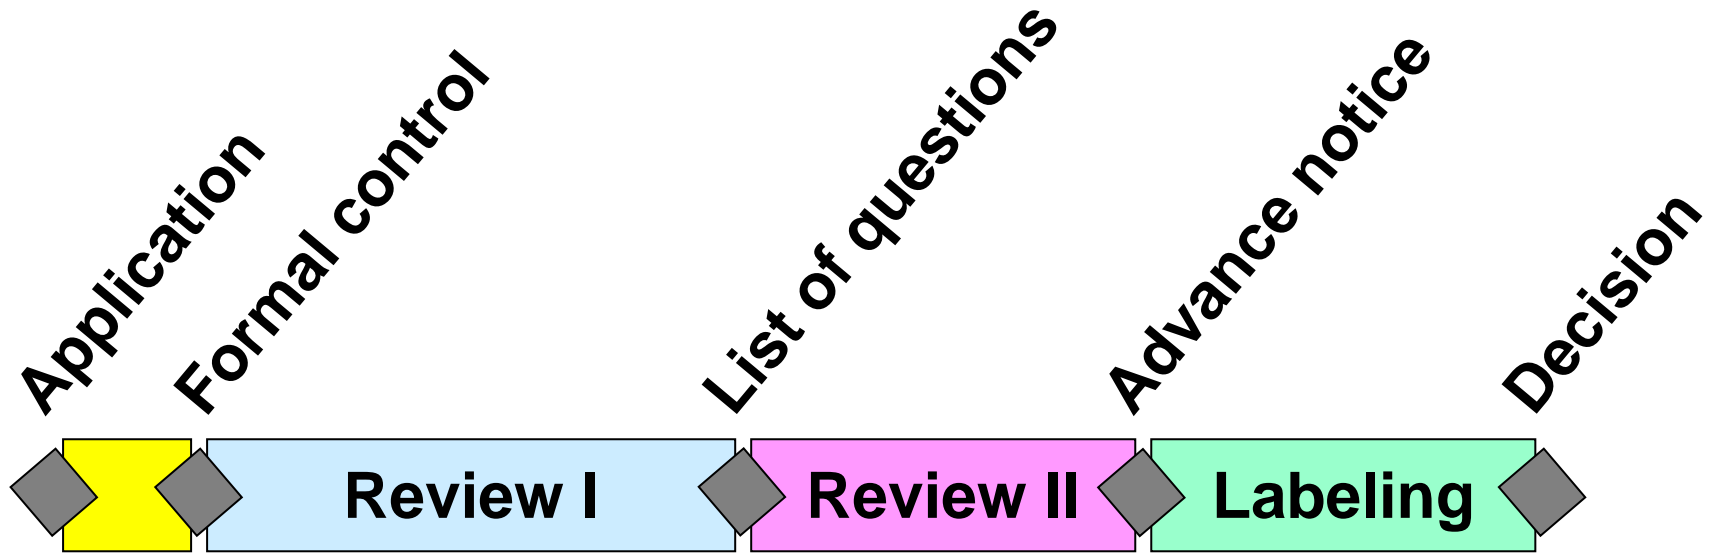 Application
Formal control
List of questions
Advance notice
Decision
Review I
Review II
Labeling